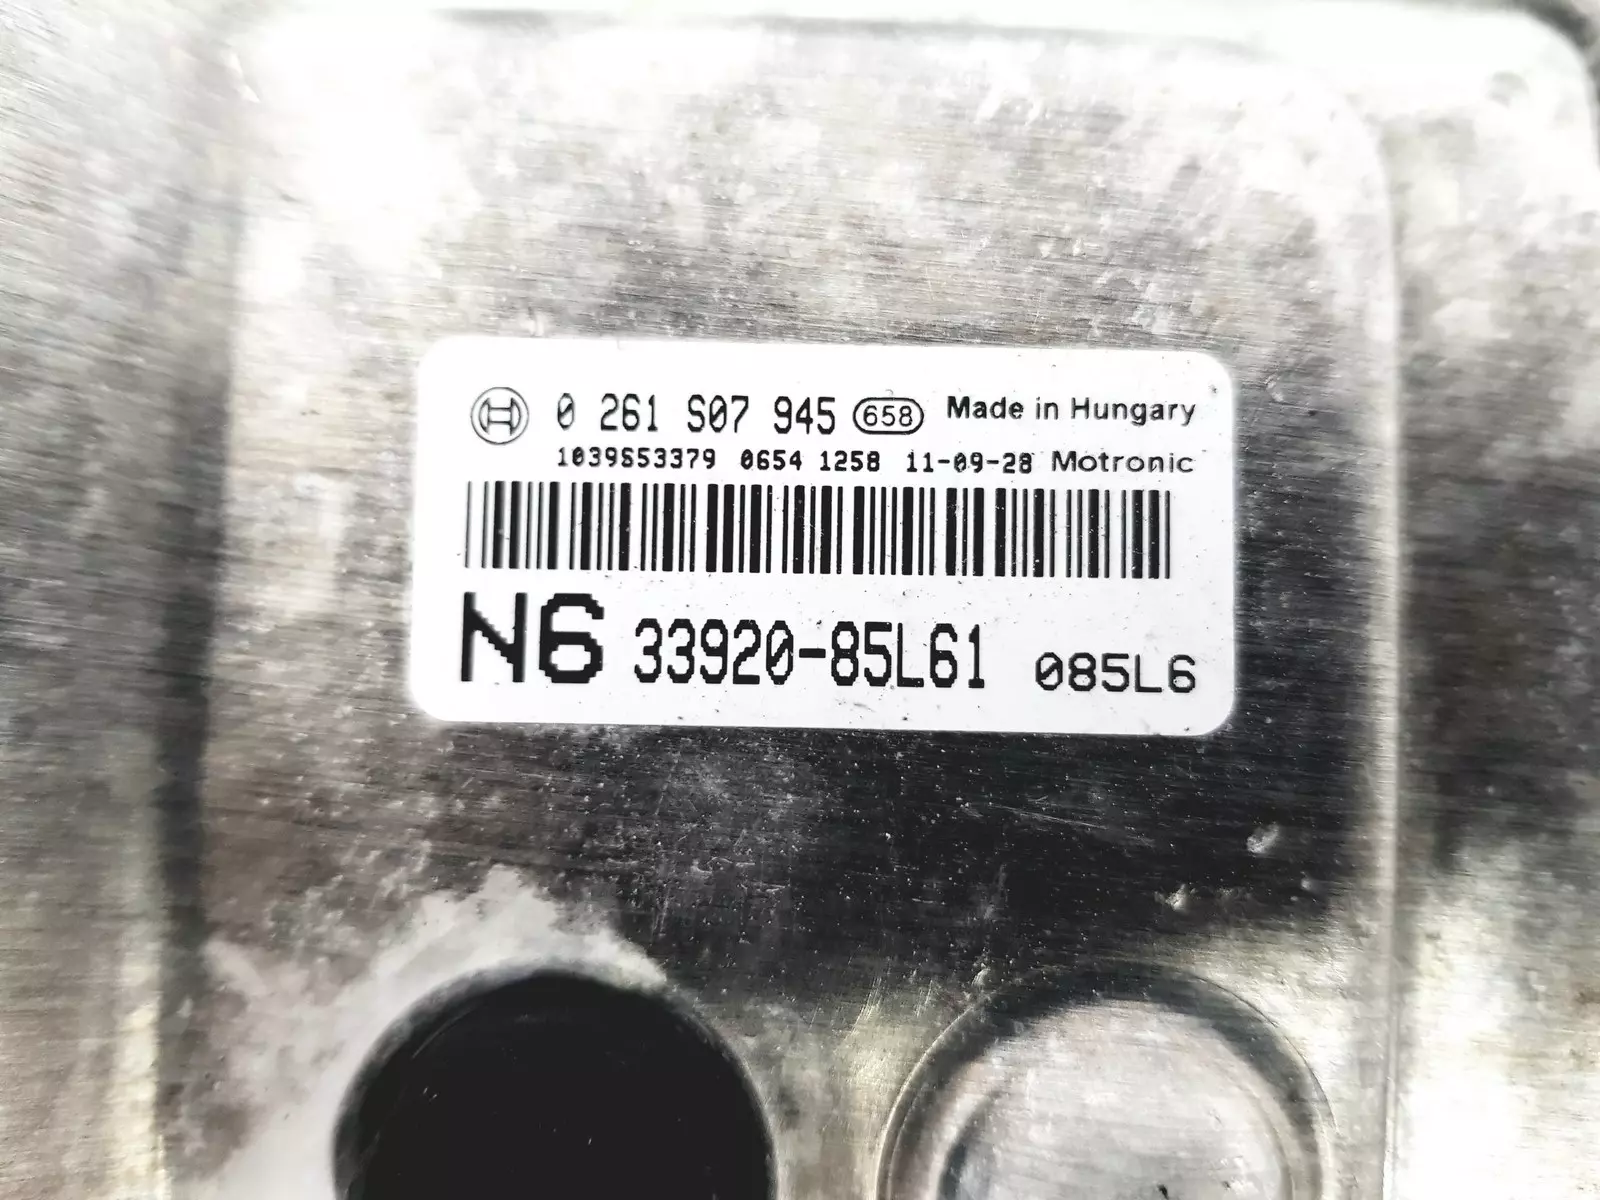 0 261 S07 945 658 Made in Hungary
1039S53379 0654 1258 11-09-28 Motronic
N6 33920-85L61 085L6